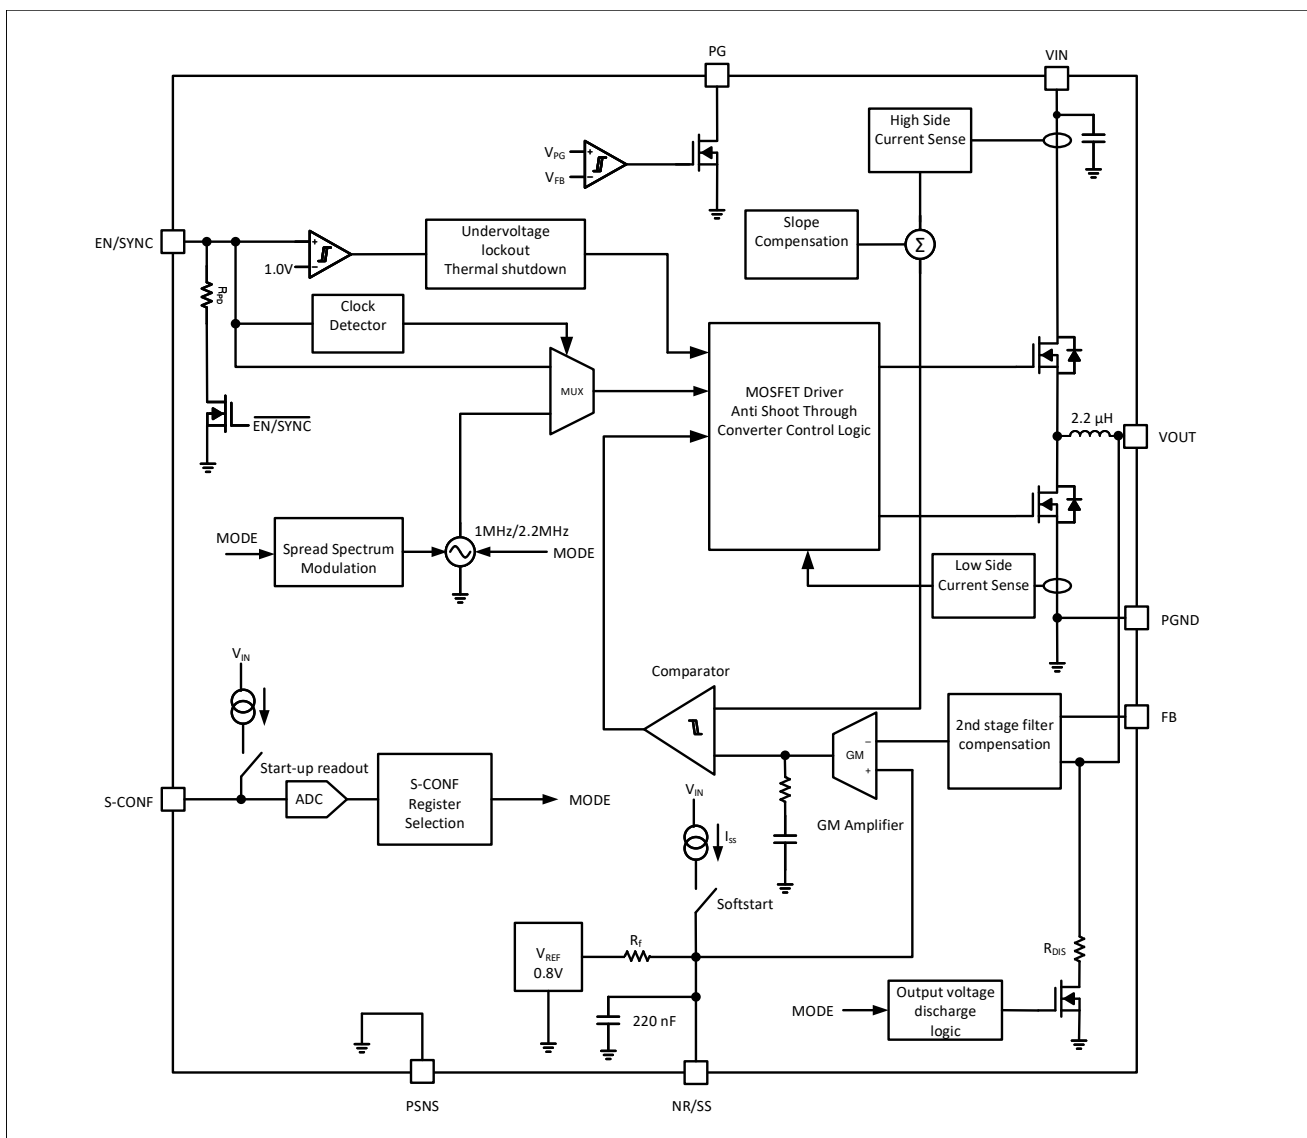 PG
VIN
High Side
Current Sense
VPG
+
VFB
−
EN/SYNC
+
1.0V
−
Undervoltage
lockout
Thermal shutdown
Slope
Compensation
Σ
RPD
Clock
Detector
MUX
EN/SYNC
MOSFET Driver
Anti Shoot Through
Converter Control Logic
2.2 µH
VOUT
MODE
Spread Spectrum
Modulation
1MHz/2.2MHz
MODE
Low Side
Current Sense
PGND
VIN
Comparator
FB
2nd stage filter
compensation
−
GM
+
Start-up readout
S-CONF
ADC
S-CONF
Register
Selection
MODE
VIN
Iss
GM Amplifier
Softstart
VREF
0.8V
Rf
RDIS
220 nF
MODE
Output voltage
discharge
logic
PSNS
NR/SS